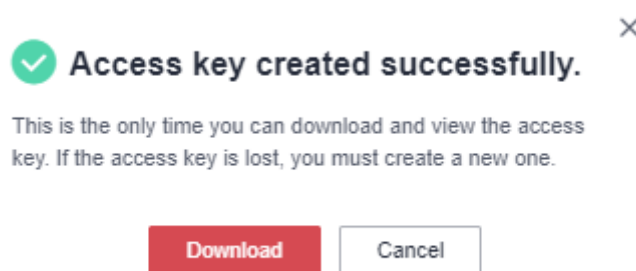 Access key created successfully.
This is the only time you can download and view the access
key. If the access key is lost, you must create a new one.
Download
Cancel